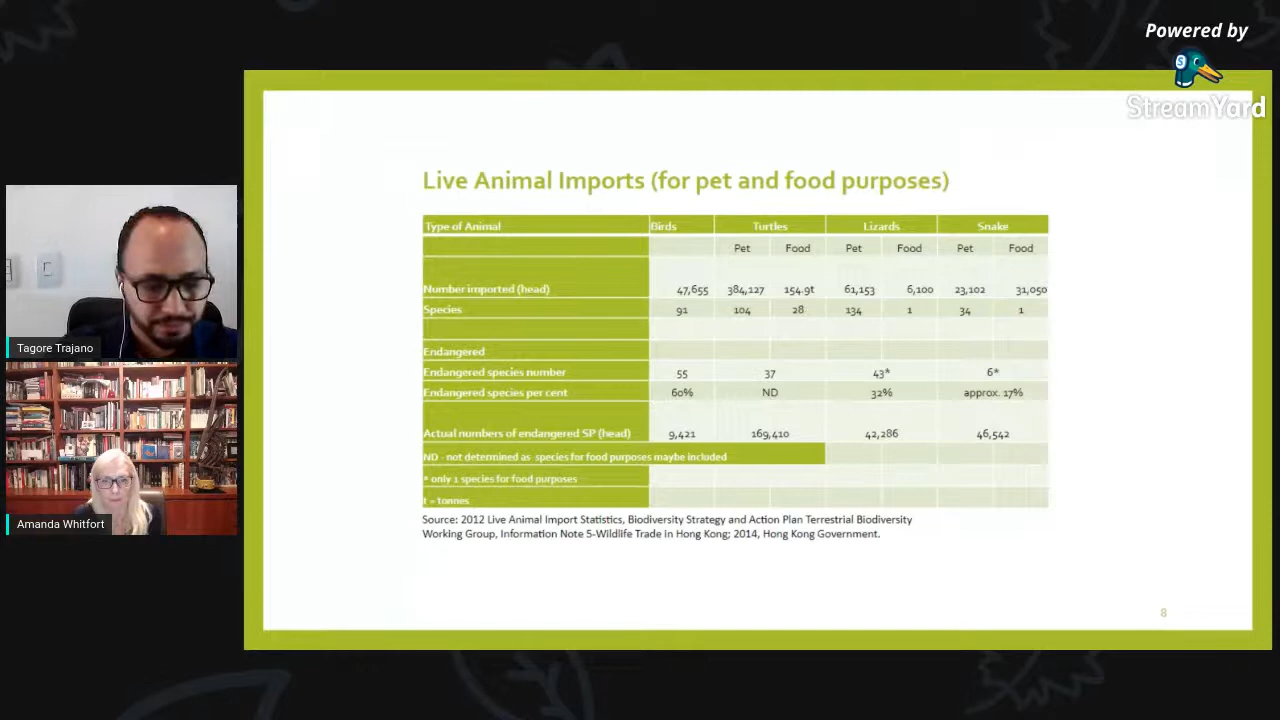 Powered by
StreamYard
Live Animal Imports (for pet and food purposes)
Type of Animal Birds Turtles Lizards Snake
Pet Food Pet Food Pet Food
Number imported (head) 47,655 384,127 154.9t 61,153 6,100 23,102 31,050
Species 91 104 28 134 1 34 1
Endangered
Endangered species number 55 37 43* 6*
Endangered species per cent 60% ND 32% approx. 17%
Actual numbers of endangered SP (head) 9,421 169,410 42,286 46,542
ND - not determined as species for food purposes maybe included
* only 1 species for food purposes
t = tonnes
Source: 2012 Live Animal Import Statistics, Biodiversity Strategy and Action Plan Terrestrial Biodiversity
Working Group, Information Note 5-Wildlife Trade in Hong Kong; 2014, Hong Kong Government.
8
Tagore Trajano
Amanda Whitfort